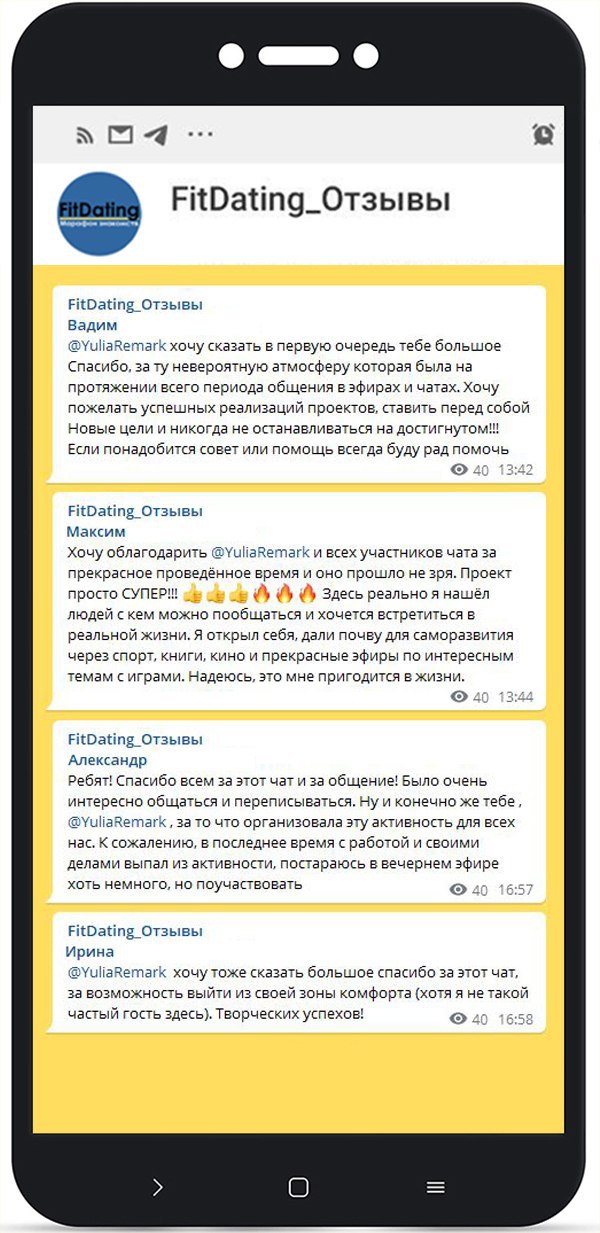 FitDating
Марафон знакомств
FitDating_Отзывы
FitDating_Отзывы
Вадим
@YuliaRemark хочу сказать в первую очередь тебе большое
Спасибо, за ту невероятную атмосферу которая была на
протяжении всего периода общения в эфирах и чатах. Хочу
пожелать успешных реализаций проектов, ставить перед собой
Новые цели и никогда не останавливаться на достигнутом!!!
Если понадобится совет или помощь всегда буду рад помочь
40 13:42
FitDating_Отзывы
Максим
Хочу облагодарить @YuliaRemark и всех участников чата за
прекрасное проведённое время и оно прошло не зря. Проект
просто СУПЕР!!! 👍👍👍🔥🔥🔥 Здесь реально я нашёл
людей с кем можно пообщаться и хочется встретиться в
реальной жизни. Я открыл себя, дали почву для саморазвития
через спорт, книги, кино и прекрасные эфиры по интересным
темам с играми. Надеюсь, это мне пригодится в жизни.
40 13:44
FitDating_Отзывы
Александр
Ребят! Спасибо всем за этот чат и за общение! Было очень
интересно общаться и переписываться. Ну и конечно же тебе ,
@YuliaRemark , за то что организовала эту активность для всех
нас. К сожалению, в последнее время с работой и своими
делами выпал из активности, постараюсь в вечернем эфире
хоть немного, но поучаствовать
40 16:57
FitDating_Отзывы
Ирина
@YuliaRemark хочу тоже сказать большое спасибо за этот чат,
за возможность выйти из своей зоны комфорта (хотя я не такой
частый гость здесь). Творческих успехов!
40 16:58